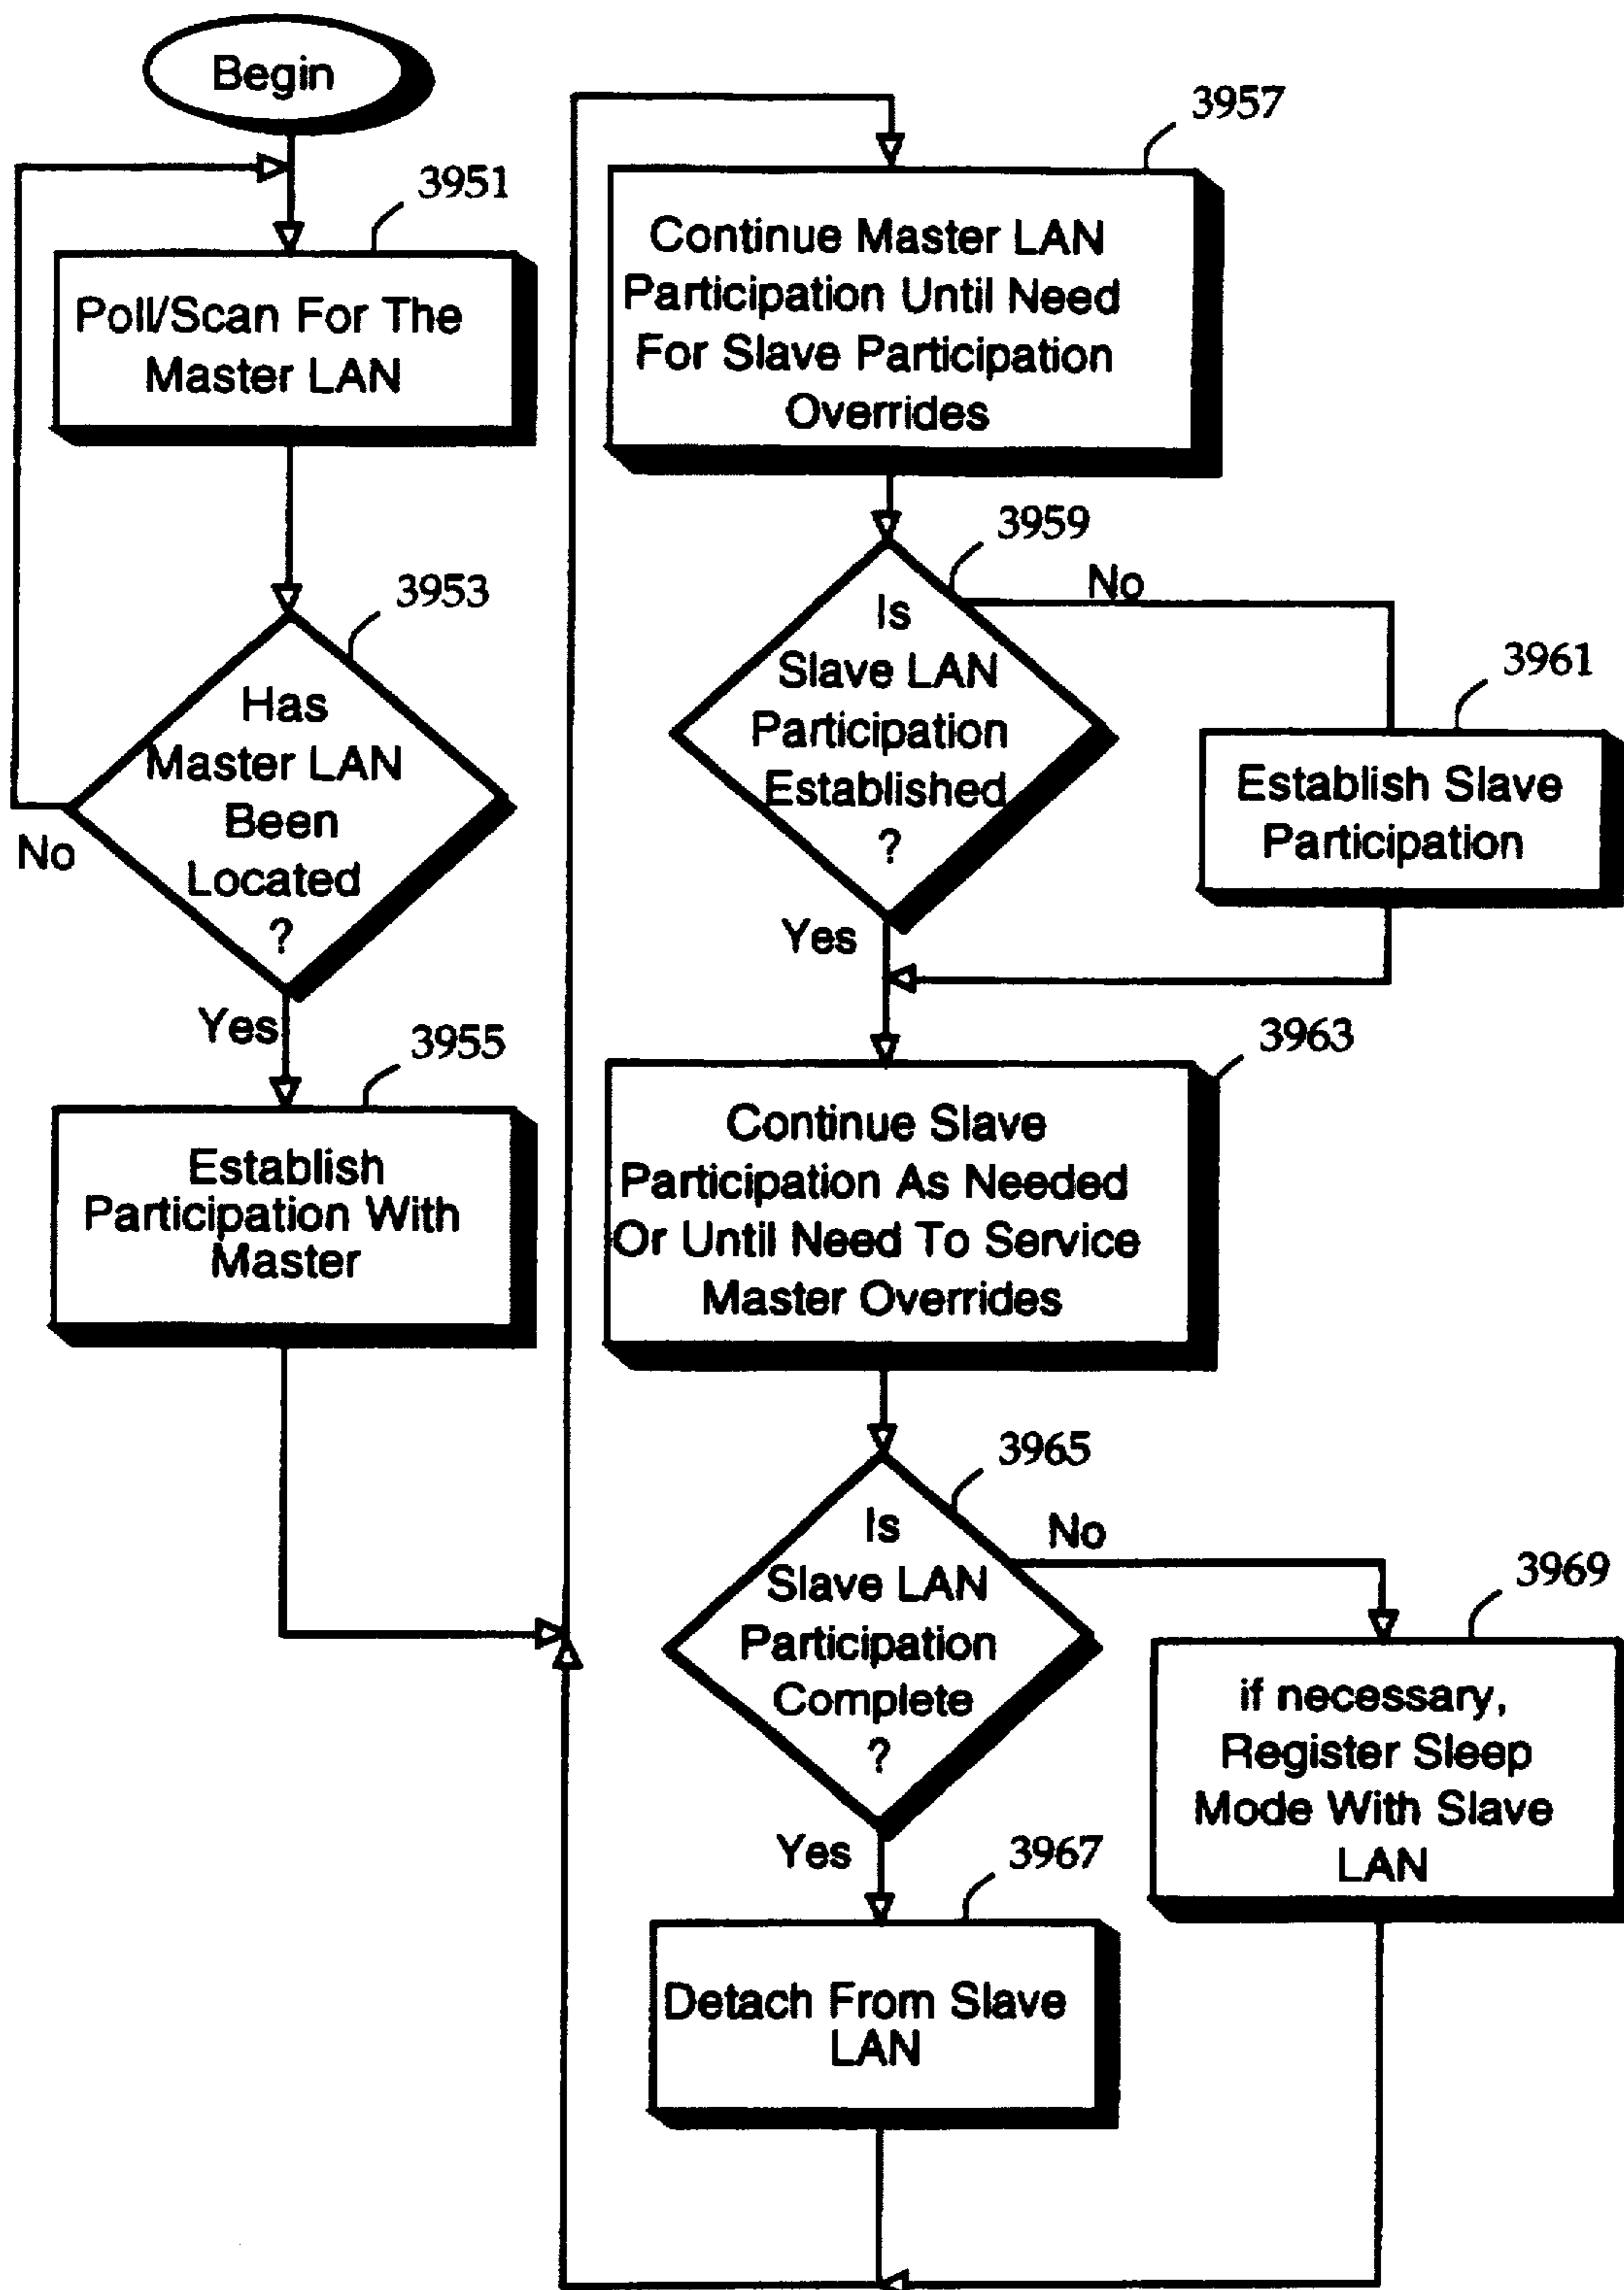 Begin
3951
Poll/Scan For The
Master LAN
3953
Has
Master LAN
Been
Located
?
No
Yes
3955
Establish
Participation With
Master
3957
Continue Master LAN
Participation Until Need
For Slave Participation
Overrides
3959
Is
Slave LAN
Participation
Established
?
No
3961
Establish Slave
Participation
Yes
3963
Continue Slave
Participation As Needed
Or Until Need To Service
Master Overrides
3965
Is
Slave LAN
Participation
Complete
?
No
3969
if necessary,
Register Sleep
Mode With Slave
LAN
Yes
3967
Detach From Slave
LAN